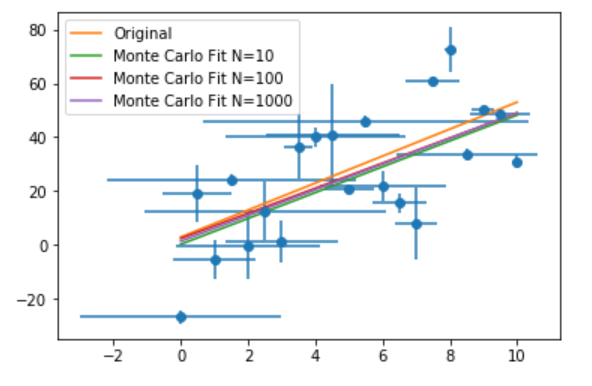 80
60
40
20
0
−20
Original
Monte Carlo Fit N=10
Monte Carlo Fit N=100
Monte Carlo Fit N=1000
−2 0 2 4 6 8 10